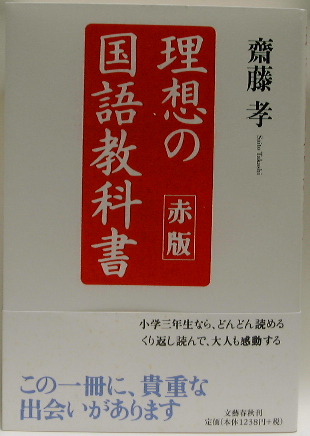 齋藤 孝
Saito Takashi
理想の
国語教科書
赤版
小学三年生なら、どんどん読める
くり返し読んで、大人も感動する
この一冊に、貴重な
出会いがあります
文藝春秋刊
定価(本体1238円+税)